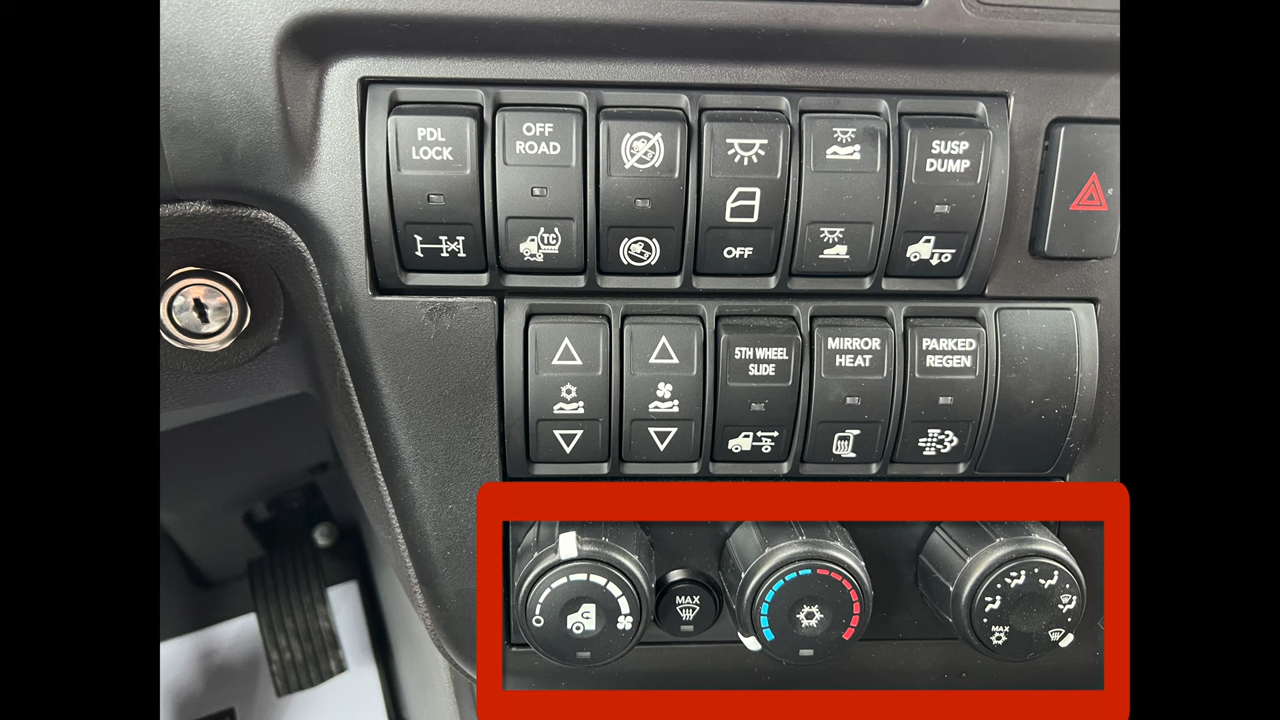 PDL
LOCK
OFF
ROAD
TC
OFF
SUSP
DUMP
5TH WHEEL
SLIDE
MIRROR
HEAT
PARKED
REGEN
MAX
MAX